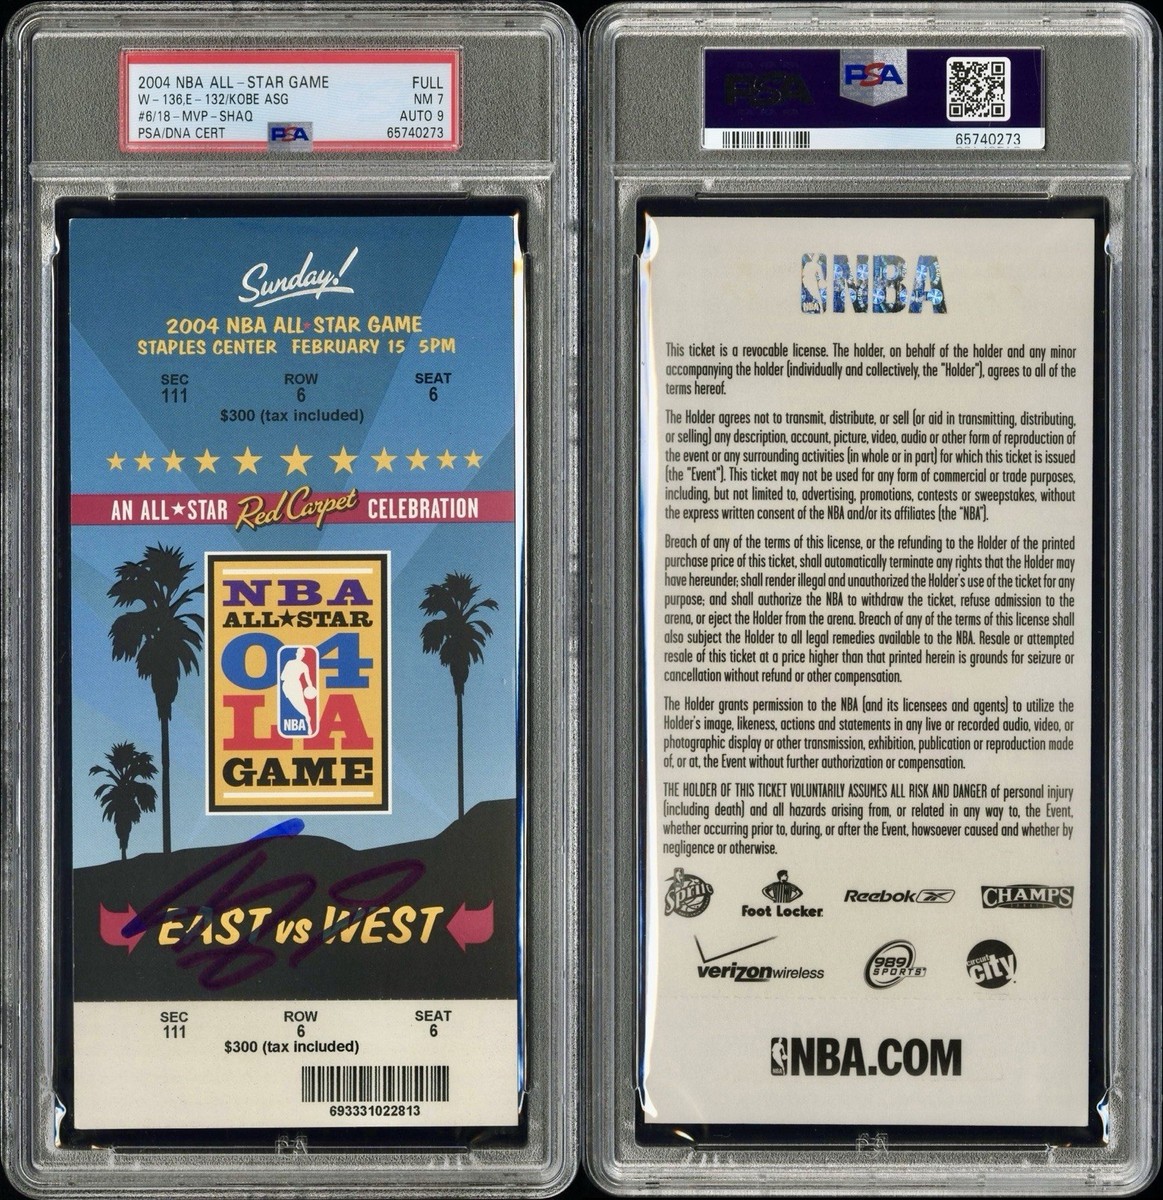 2004 NBA ALL-STAR GAME FULL
W-136,E-132/KOBE ASG NM 7
#6/18-MVP-SHAQ AUTO 9
PSA/DNA CERT PSA 65740273
Sunday!
2004 NBA ALL★STAR GAME
STAPLES CENTER FEBRUARY 15 5PM
SEC ROW SEAT
111 6 6
$300 (tax included)
AN ALL★STAR Red Carpet CELEBRATION
NBA
ALL★STAR
04
NBA
LA
GAME
EAST vs WEST
SEC ROW SEAT
111 6 6
$300 (tax included)
693331022813
PSA
PSA PSA
65740273
NBA
NBA
This ticket is a revocable license. The holder, on behalf of the holder and any minor
accompanying the holder (individually and collectively, the "Holder"), agrees to all of the
terms hereof.
The Holder agrees not to transmit, distribute, or sell (or aid in transmitting, distributing,
or selling) any description, account, picture, video, audio or other form of reproduction of
the event or any surrounding activities (in whole or in part) for which this ticket is issued
(the "Event"). This ticket may not be used for any form of commercial or trade purposes,
including, but not limited to, advertising, promotions, contests or sweepstakes, without
the express written consent of the NBA and/or its affiliates (the "NBA").
Breach of any of the terms of this license, or the refunding to the Holder of the printed
purchase price of this ticket, shall automatically terminate any rights that the Holder may
have hereunder; shall render illegal and unauthorized the Holder's use of the ticket for any
purpose; and shall authorize the NBA to withdraw the ticket, refuse admission to the
arena, or eject the Holder from the arena. Breach of any of the terms of this license shall
also subject the Holder to all legal remedies available to the NBA. Resale or attempted
resale of this ticket at a price higher than that printed herein is grounds for seizure or
cancellation without refund or other compensation.
The Holder grants permission to the NBA (and its licensees and agents) to utilize the
Holder's image, likeness, actions and statements in any live or recorded audio, video, or
photographic display or other transmission, exhibition, publication or reproduction made
of, or at, the Event without further authorization or compensation.
THE HOLDER OF THIS TICKET VOLUNTARILY ASSUMES ALL RISK AND DANGER of personal injury
(including death) and all hazards arising from, or related in any way to, the Event,
whether occurring prior to, during, or after the Event, howsoever caused and whether by
negligence or otherwise.
Sprite Foot Locker Reebok CHAMPS
verizonwireless 989 SPORTS circuit city
NBA.COM
PSA